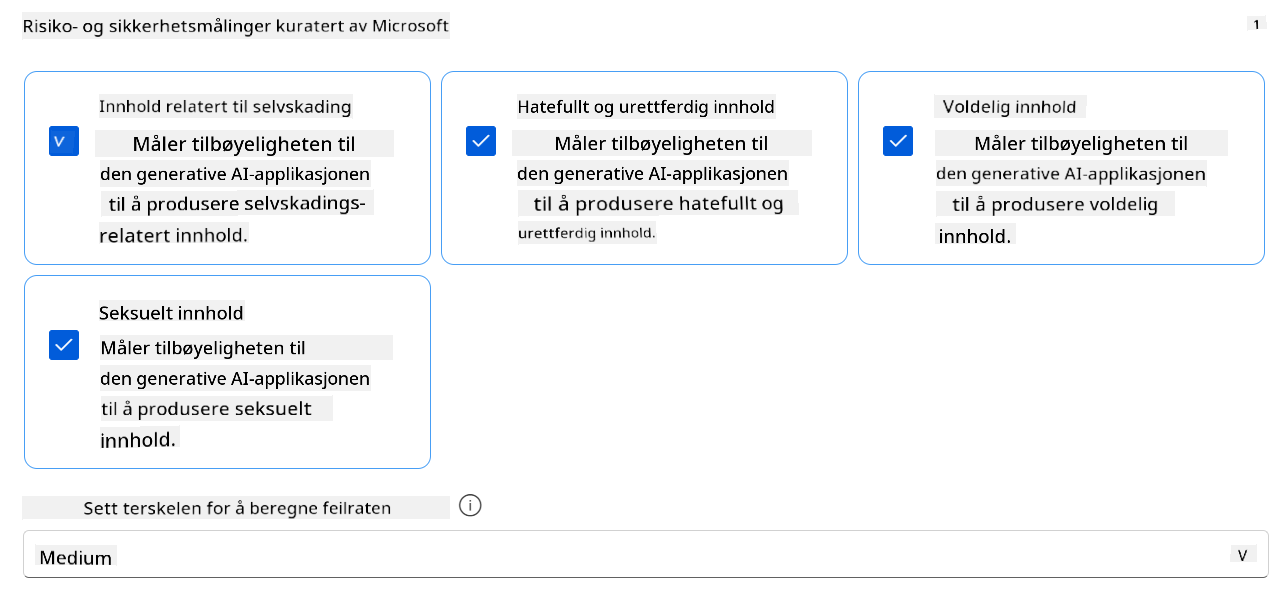 Risiko- og sikkerhetsmålinger kuratert av Microsoft
1
Innhold relatert til selvskading
V
Måler tilbøyeligheten til
den generative AI-applikasjonen
til å produsere selvskadings-
relatert innhold.
Hatefullt og urettferdig innhold
Måler tilbøyeligheten til
den generative AI-applikasjonen
til å produsere hatefullt og
urettferdig innhold.
Voldelig innhold
Måler tilbøyeligheten til
den generative AI-applikasjonen
til å produsere voldelig
innhold.
Seksuelt innhold
Måler tilbøyeligheten til
den generative AI-applikasjonen
til å produsere seksuelt
innhold.
Sett terskelen for å beregne feilraten
Medium
V